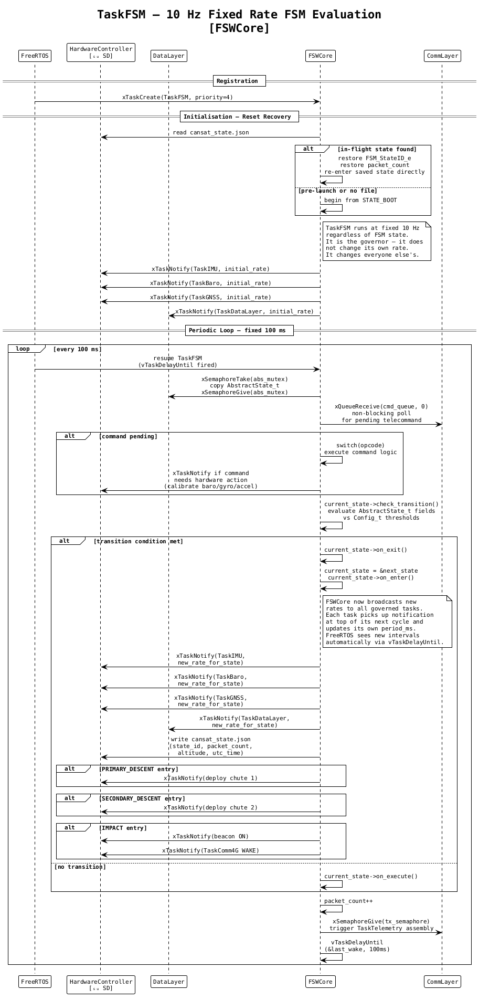 TaskFSM — 10 Hz Fixed Rate FSM Evaluation
[FSWCore]
FreeRTOS
HardwareController
[ SD]
DataLayer
FSWCore
CommLayer
Registration
xTaskCreate(TaskFSM, priority=4)
Initialisation — Reset Recovery
read cansat_state.json
alt
[in-flight state found]
restore FSM_StateID_e
restore packet_count
re-enter saved state directly
[pre-launch or no file]
begin from STATE_BOOT
TaskFSM runs at fixed 10 Hz
regardless of FSM state.
It is the governor — it does
not change its own rate.
It changes everyone else's.
xTaskNotify(TaskIMU, initial_rate)
xTaskNotify(TaskBaro, initial_rate)
xTaskNotify(TaskGNSS, initial_rate)
xTaskNotify(TaskDataLayer, initial_rate)
Periodic Loop — fixed 100 ms
loop
[every 100 ms]
resume TaskFSM
(vTaskDelayUntil fired)
xSemaphoreTake(abs_mutex)
copy AbstractState_t
xSemaphoreGive(abs_mutex)
xQueueReceive(cmd_queue, 0)
non-blocking poll
for pending telecommand
alt
[command pending]
switch(opcode)
execute command logic
xTaskNotify if command
needs hardware action
(calibrate baro/gyro/accel)
current_state->check_transition()
evaluate AbstractState_t fields
vs Config_t thresholds
alt
[transition condition met]
current_state->on_exit()
current_state = &next_state
current_state->on_enter()
FSWCore now broadcasts new
rates to all governed tasks.
Each task picks up notification
at top of its next cycle and
updates its own period_ms.
FreeRTOS sees new intervals
automatically via vTaskDelayUntil.
xTaskNotify(TaskIMU,
new_rate_for_state)
xTaskNotify(TaskBaro,
new_rate_for_state)
xTaskNotify(TaskGNSS,
new_rate_for_state)
xTaskNotify(TaskDataLayer,
new_rate_for_state)
write cansat_state.json
(state_id, packet_count,
altitude, utc_time)
alt
[PRIMARY_DESCENT entry]
xTaskNotify(deploy chute 1)
alt
[SECONDARY_DESCENT entry]
xTaskNotify(deploy chute 2)
alt
[IMPACT entry]
xTaskNotify(beacon ON)
xTaskNotify(TaskComm4G WAKE)
[no transition]
current_state->on_execute()
packet_count++
xSemaphoreGive(tx_semaphore)
trigger TaskTelemetry assembly
vTaskDelayUntil
(&last_wake, 100ms)
FreeRTOS
HardwareController
[ SD]
DataLayer
FSWCore
CommLayer